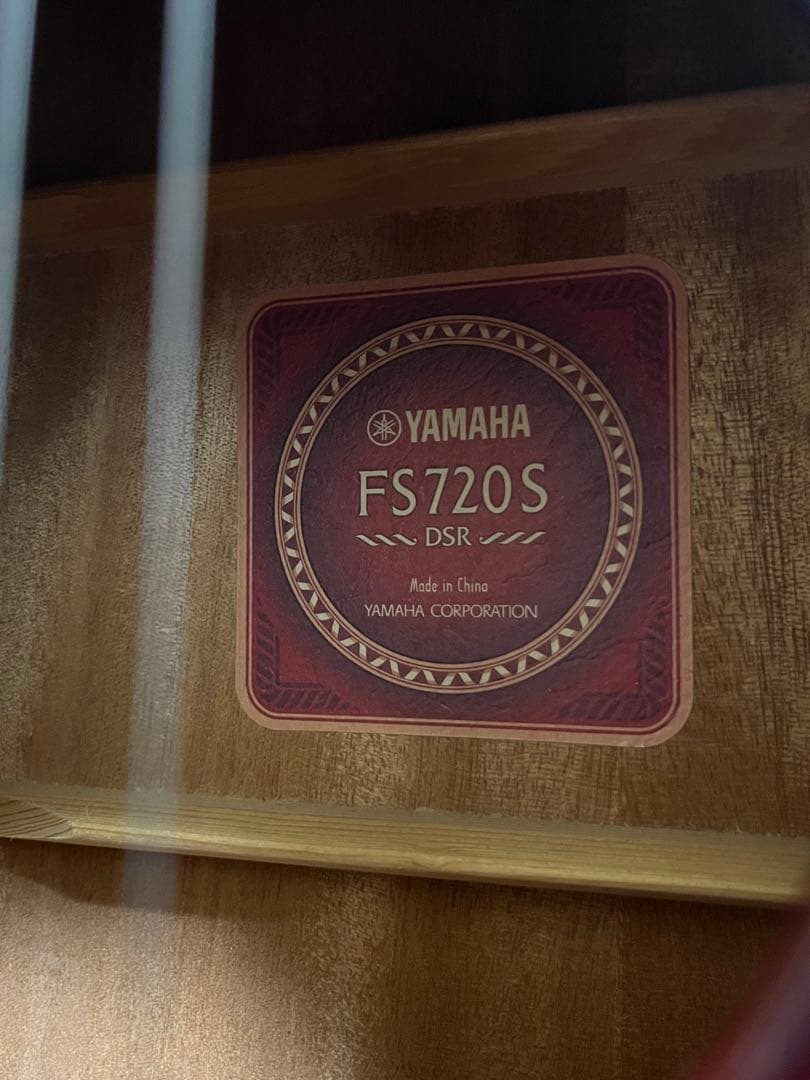 YAMAHA
FS720S
DSR
Made in China
YAMAHA CORPORATION